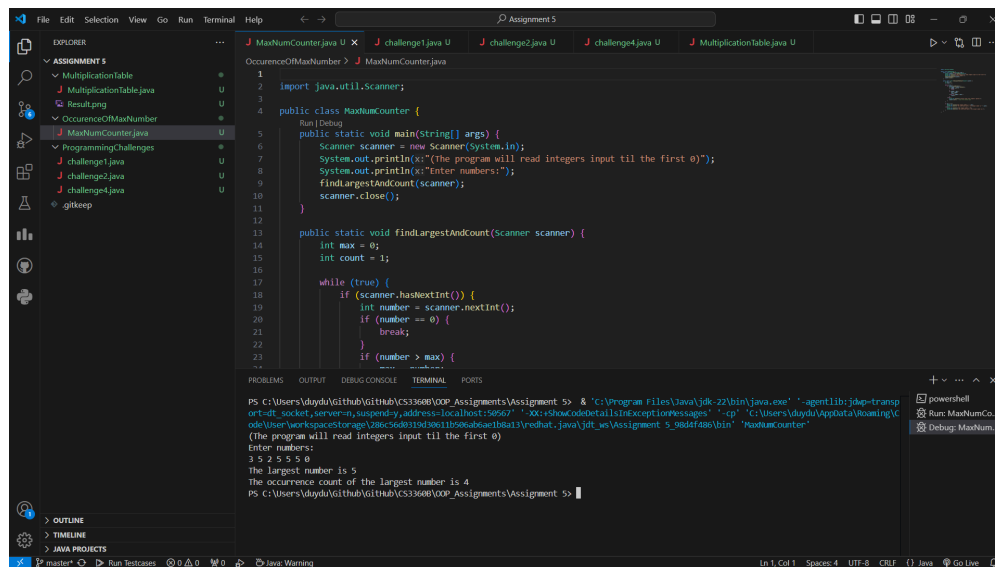 File Edit Selection View Go Run Terminal Help
Assignment 5
EXPLORER
ASSIGNMENT 5
MultiplicationTable
J MultiplicationTable.java U
Result.png U
OccurenceOfMaxNumber
J MaxNumCounter.java U
ProgrammingChallenges
J challenge1.java U
J challenge2.java U
J challenge4.java U
.gitkeep
OUTLINE
TIMELINE
JAVA PROJECTS
J MaxNumCounter.java U J challenge1.java U J challenge2.java U J challenge4.java U J MultiplicationTable.java U
OccurenceOfMaxNumber > J MaxNumCounter.java
1
2 import java.util.Scanner;
3
4 public class MaxNumCounter {
Run | Debug
5 public static void main(String[] args) {
6 Scanner scanner = new Scanner(System.in);
7 System.out.println(x:"(The program will read integers input til the first 0)");
8 System.out.println(x:"Enter numbers:");
9 findLargestAndCount(scanner);
10 scanner.close();
11 }
12
13 public static void findLargestAndCount(Scanner scanner) {
14 int max = 0;
15 int count = 1;
16
17 while (true) {
18 if (scanner.hasNextInt()) {
19 int number = scanner.nextInt();
20 if (number == 0) {
21 break;
22 }
23 if (number > max) {
PROBLEMS OUTPUT DEBUG CONSOLE TERMINAL PORTS
PS C:\Users\duydu\Github\GitHub\CS3360B\OOP_Assignments\Assignment 5> & 'C:\Program Files\Java\jdk-22\bin\java.exe' '-agentlib:jdwp=transp
ort=dt_socket,server=n,suspend=y,address=localhost:50567' '-XX:+ShowCodeDetailsInExceptionMessages' '-cp' 'C:\Users\duydu\AppData\Roaming\C
ode\User\workspaceStorage\286c56d0319d30611b506ab6ae1b8a13\redhat.java\jdt_ws\Assignment 5_98d4f486\bin' 'MaxNumCounter'
(The program will read integers input til the first 0)
Enter numbers:
3 5 2 5 5 5 0
The largest number is 5
The occurrence count of the largest number is 4
PS C:\Users\duydu\Github\GitHub\CS3360B\OOP_Assignments\Assignment 5>
powershell
Run: MaxNumCo...
Debug: MaxNum...
master* Run Testcases 0 0 0 Java: Warning
Ln 1, Col 1 Spaces: 4 UTF-8 CRLF {} Java Go Live